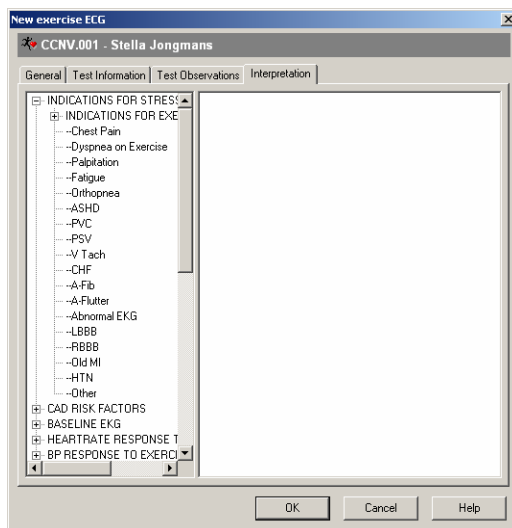 New exercise ECG
CCNV.001 - Stella Jongmans
General Test Information Test Observations Interpretation
INDICATIONS FOR STRESS
INDICATIONS FOR EXE
--Chest Pain
--Dyspnea on Exercise
--Palpitation
--Fatigue
--Orthopnea
--ASHD
--PVC
--PSV
--V Tach
--CHF
--A-Fib
--A-Flutter
--Abnormal EKG
--LBBB
--RBBB
--Old MI
--HTN
--Other
CAD RISK FACTORS
BASELINE EKG
HEARTRATE RESPONSE T
BP RESPONSE TO EXERCI
OK Cancel Help